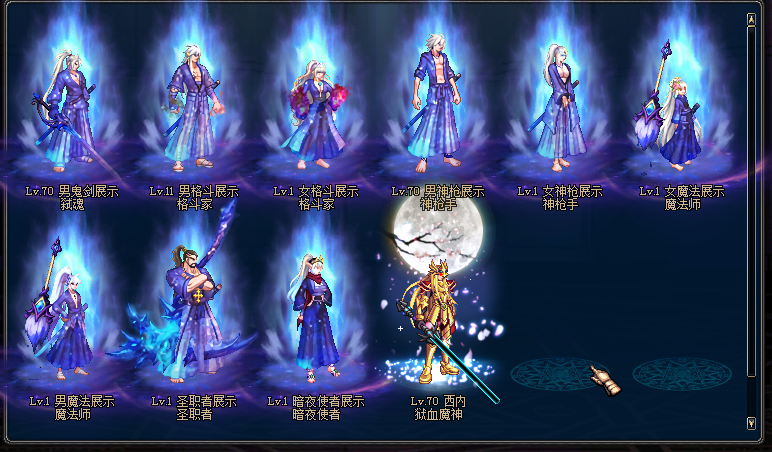 Lv.70 男鬼剑展示
弑魂
Lv.11 男格斗展示
格斗家
Lv.1 女格斗展示
格斗家
Lv.70 男神枪展示
神枪手
Lv.1 女神枪展示
神枪手
Lv.1 女魔法展示
魔法师
Lv.1 男魔法展示
魔法师
Lv.1 圣职者展示
圣职者
Lv.1 暗夜使者展示
暗夜使者
Lv.70 西内
狱血魔神